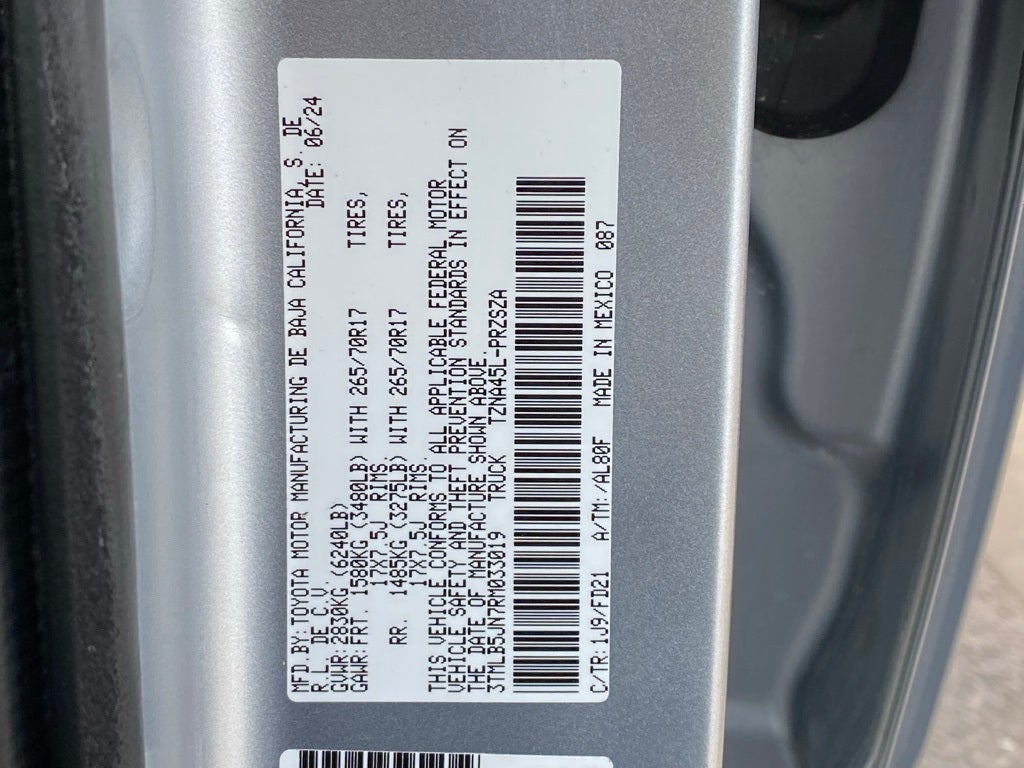 MFD.BY:TOYOTA MOTOR MANUFACTURING DE BAJA CALIFORNIA, S. DE
R.L. DE C.V. DATE: 06/24
GVWR:2830KG (6240LB)
GAWR:FRT. 1580KG (3480LB) WITH 265/70R17 TIRES,
17X7.5J RIMS,
RR. 1485KG (3275LB) WITH 265/70R17 TIRES,
17X7.5J RIMS
THIS VEHICLE CONFORMS TO ALL APPLICABLE FEDERAL MOTOR
VEHICLE SAFETY AND THEFT PREVENTION STANDARDS IN EFFECT ON
THE DATE OF MANUFACTURE SHOWN ABOVE.
3TMLB5JN7RM033019 TRUCK TZNA45L-PRZSZA
C/TR:1J9/FD21 A/TM:/AL80F MADE IN MEXICO 087